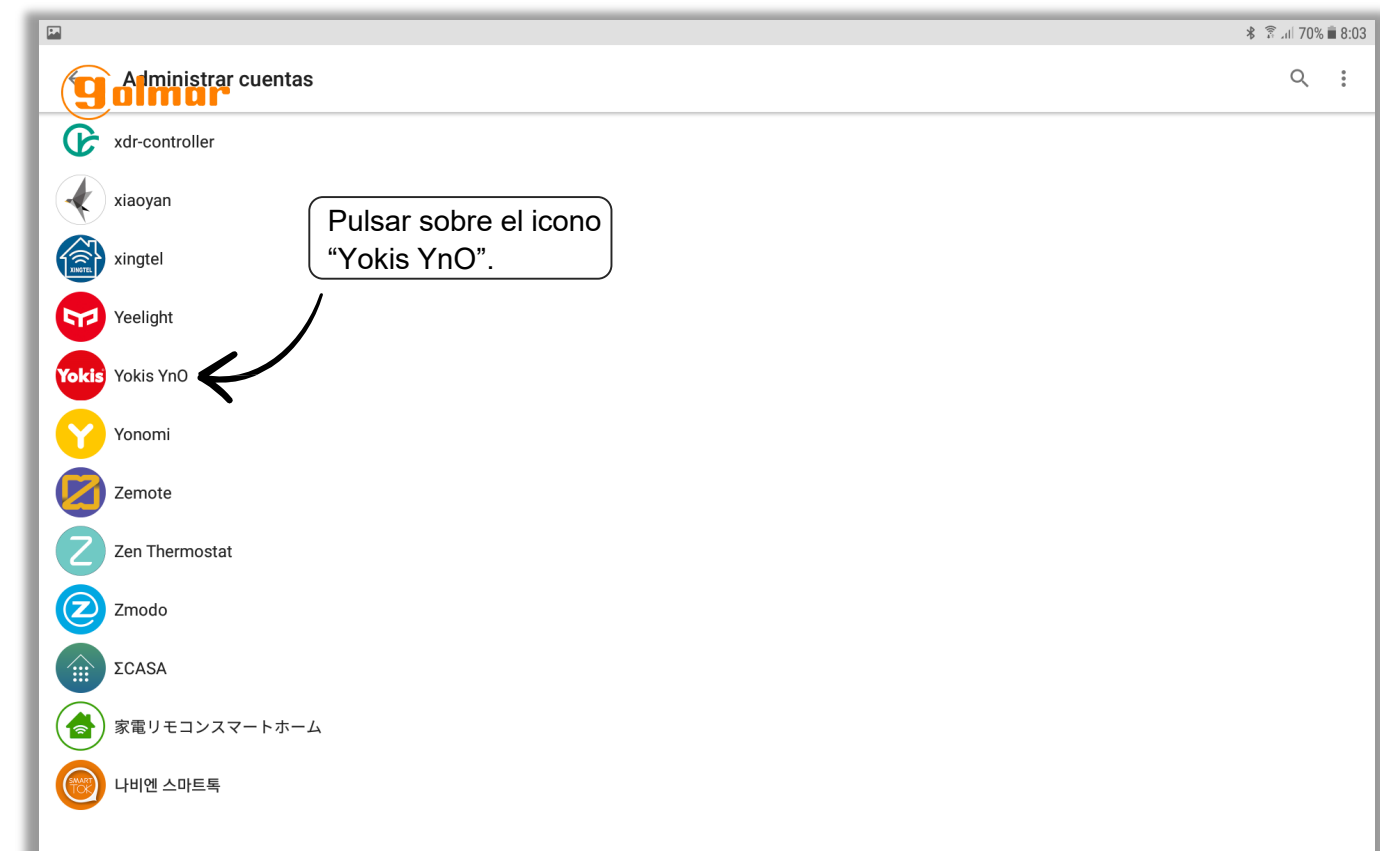 70% 8:03
Administrar cuentas
golmar
xdr-controller
xiaoyan
Pulsar sobre el icono
“Yokis YnO”.
XINGTEL
xingtel
Yeelight
Yokis
Yokis YnO
Yonomi
Zemote
Zen Thermostat
Zmodo
ΣCASA
家電リモコンスマートホーム
SMART
TOK
나비엔 스마트톡